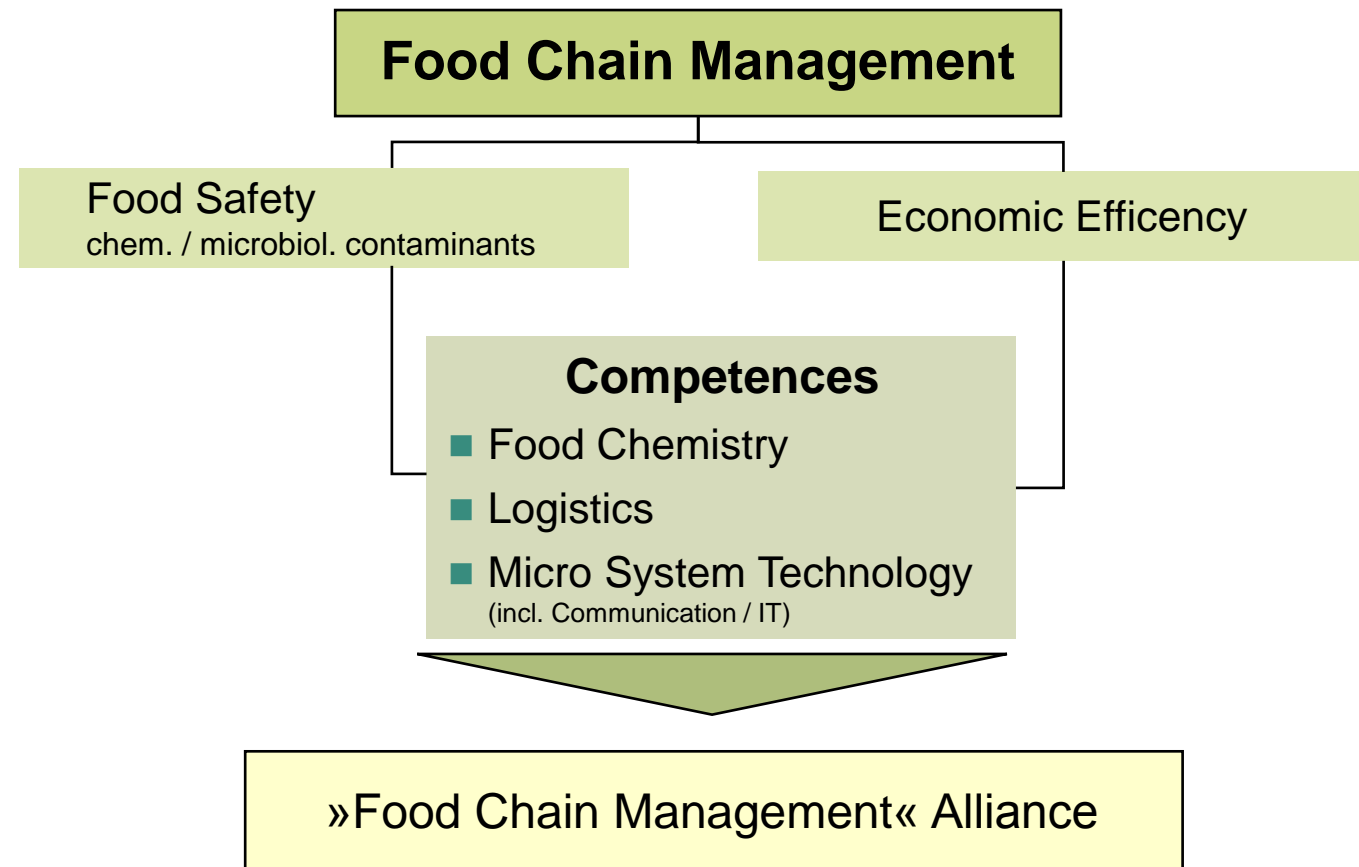 Food Chain Management
Food Safety
chem. / microbiol. contaminants
Economic Efficency
Competences
Food Chemistry
Logistics
Micro System Technology
(incl. Communication / IT)
»Food Chain Management« Alliance